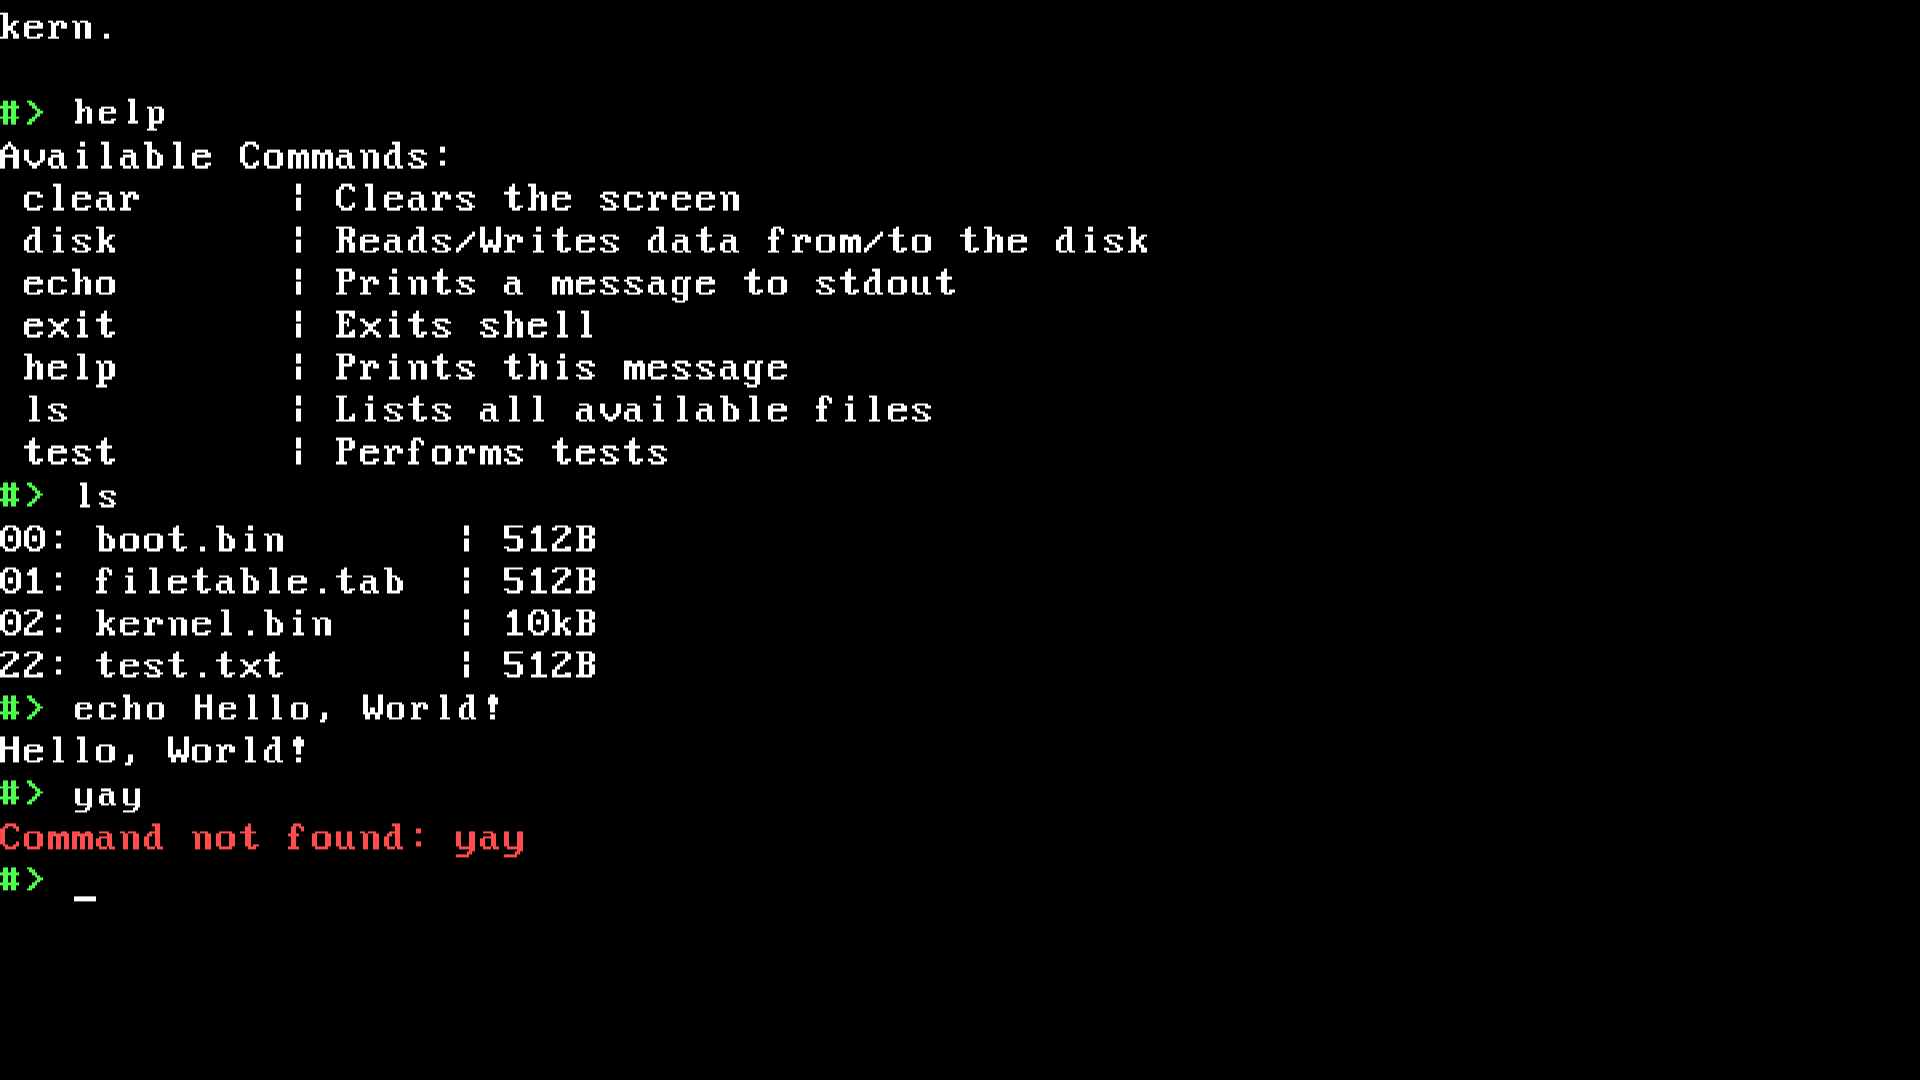 kern.
#> help
Available Commands:
 clear       ¦ Clears the screen
 disk        ¦ Reads/Writes data from/to the disk
 echo        ¦ Prints a message to stdout
 exit        ¦ Exits shell
 help        ¦ Prints this message
 ls          ¦ Lists all available files
 test        ¦ Performs tests
#> ls
00: boot.bin       ¦ 512B
01: filetable.tab  ¦ 512B
02: kernel.bin     ¦ 10kB
22: test.txt       ¦ 512B
#> echo Hello, World!
Hello, World!
#> yay
Command not found: yay
#> _